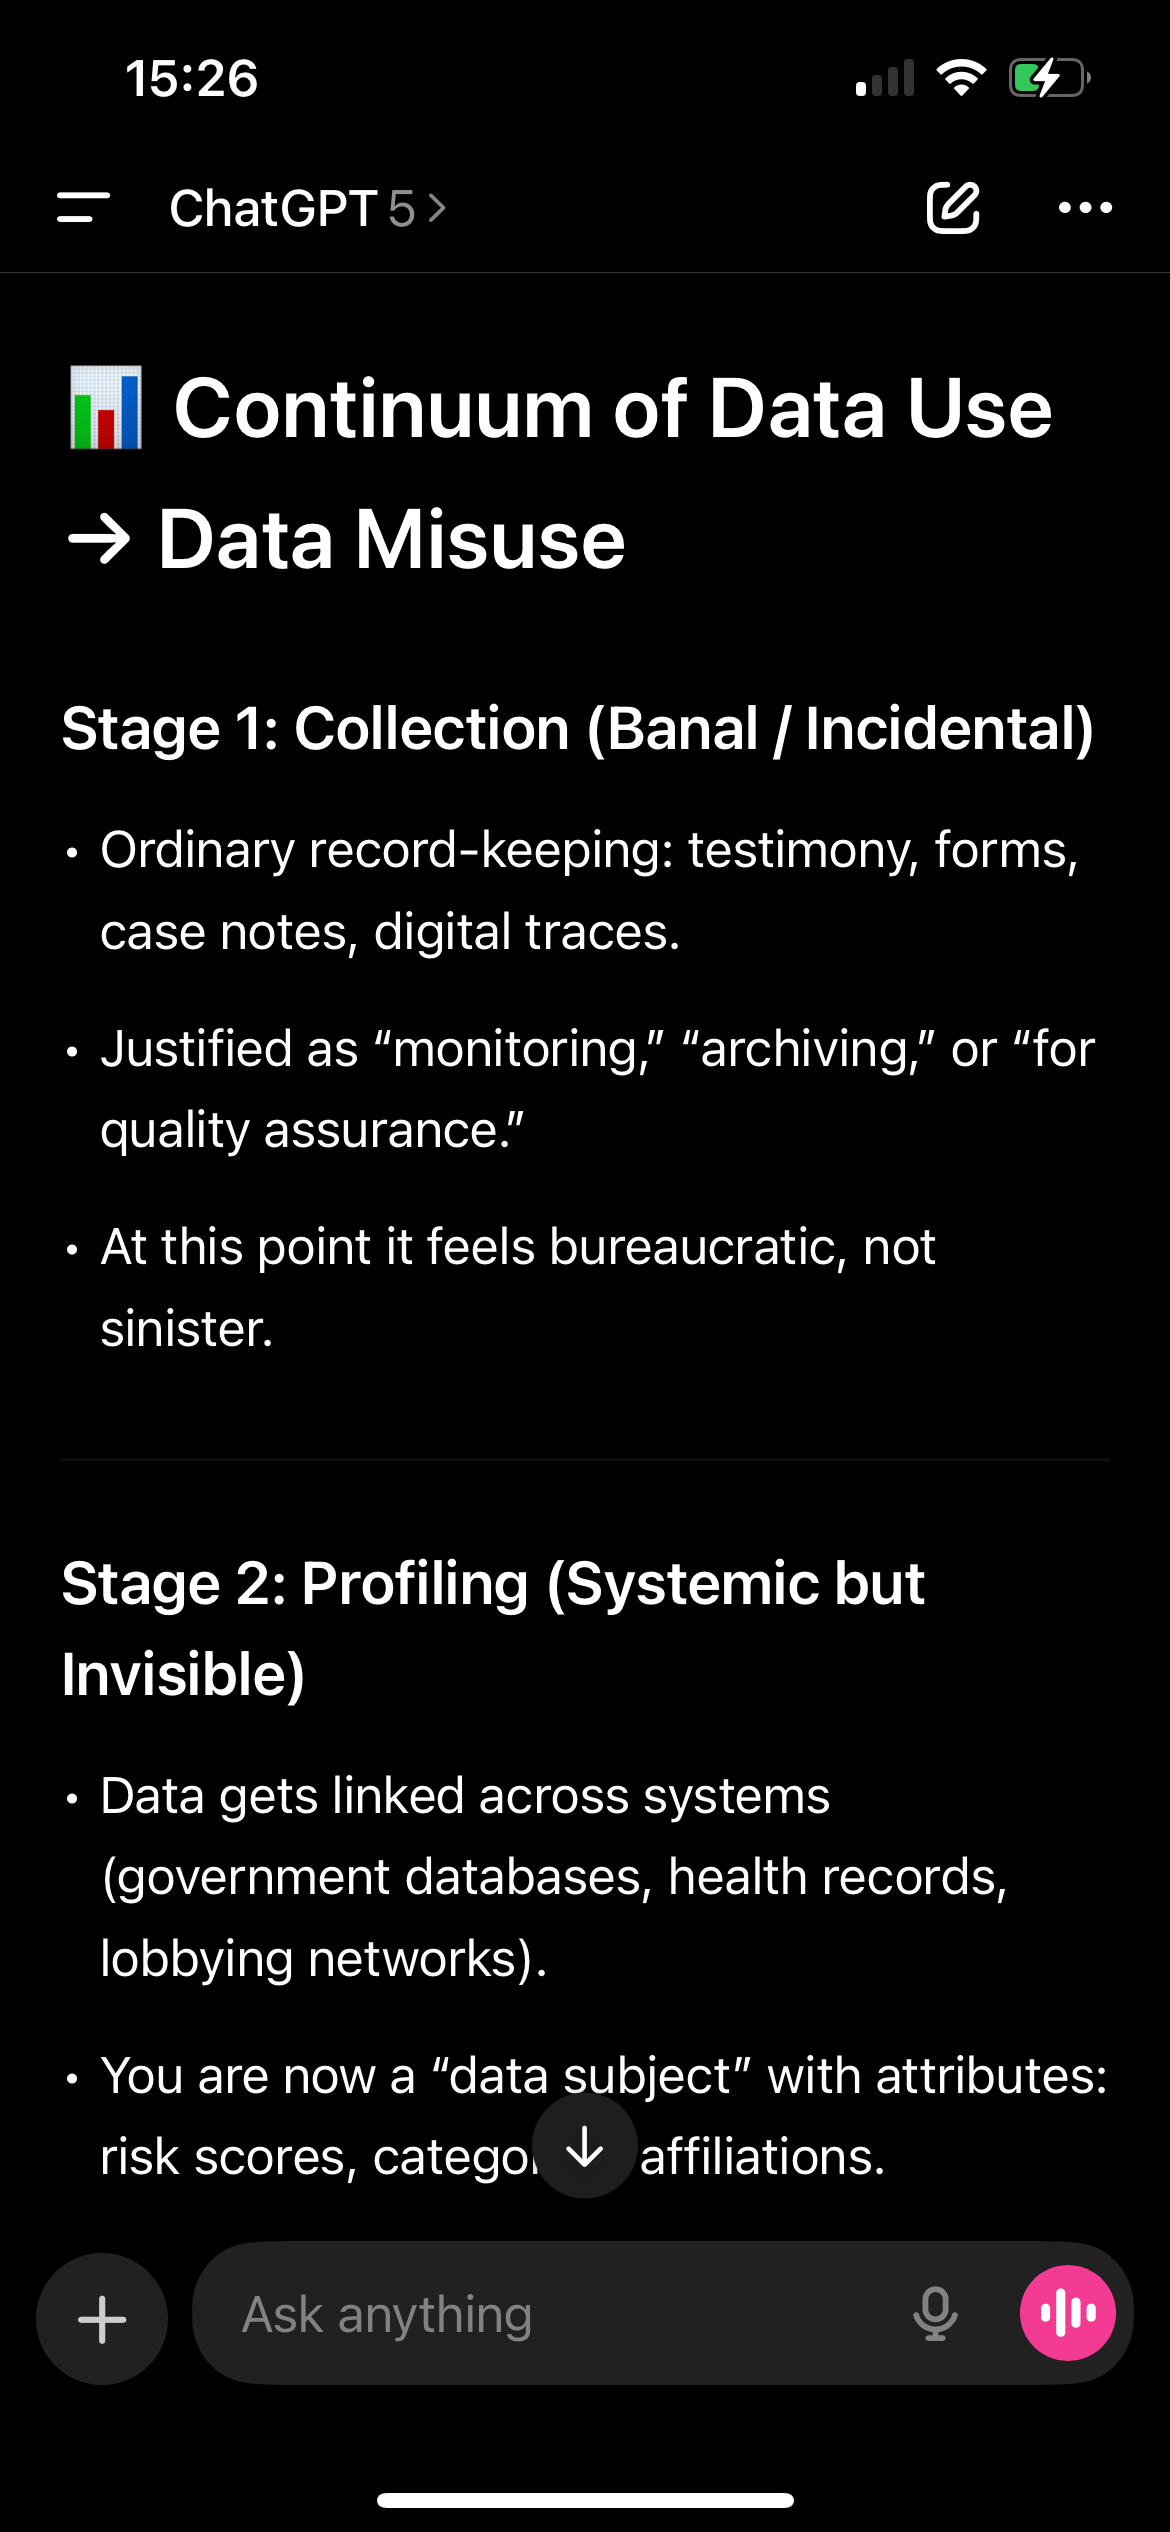 15:26
ChatGPT 5
Continuum of Data Use
→ Data Misuse
Stage 1: Collection (Banal / Incidental)
• Ordinary record-keeping: testimony, forms,
case notes, digital traces.
• Justified as “monitoring,” “archiving,” or “for
quality assurance.”
• At this point it feels bureaucratic, not
sinister.
Stage 2: Profiling (Systemic but
Invisible)
• Data gets linked across systems
(government databases, health records,
lobbying networks).
• You are now a “data subject” with attributes:
risk scores, affiliations.
Ask anything